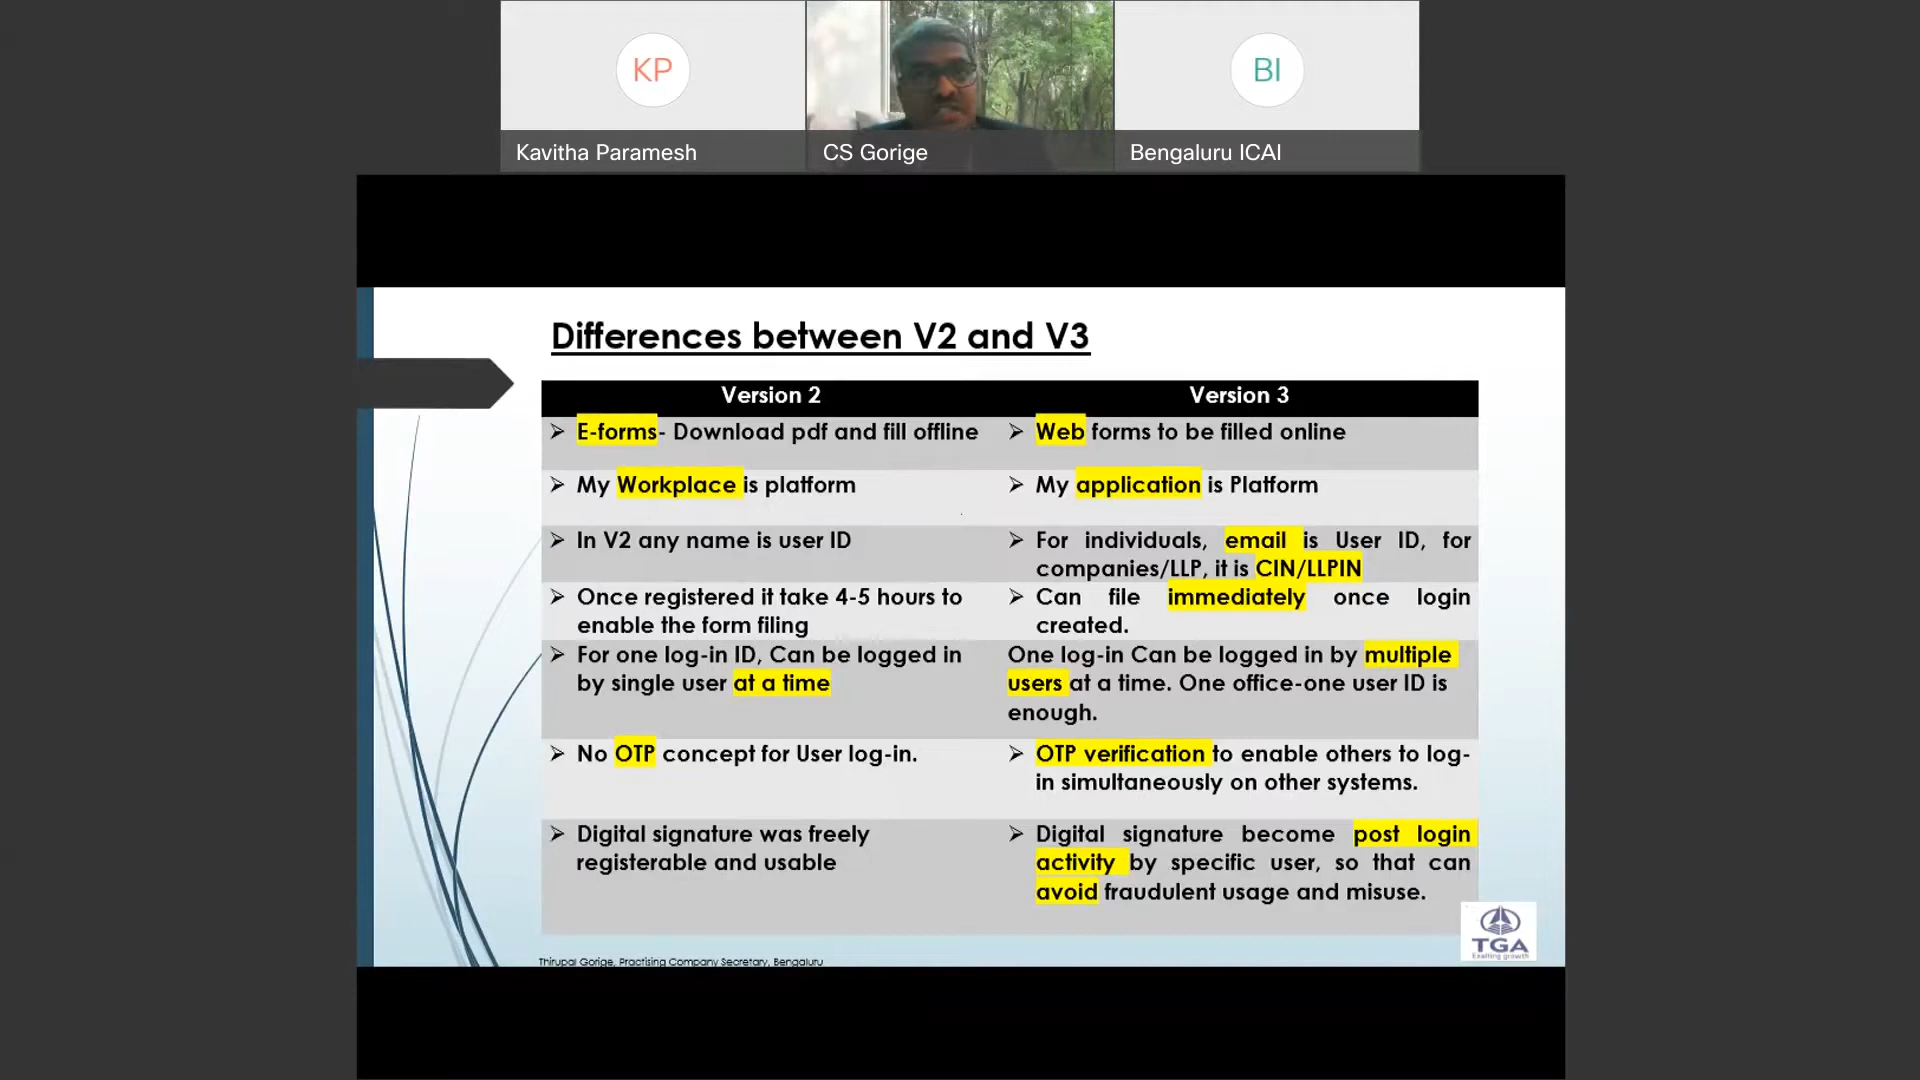 KP
BI
Kavitha Paramesh
CS Gorige
Bengaluru ICAI
Differences between V2 and V3
Version 2
Version 3
E-forms- Download pdf and fill offline
Web forms to be filled online
My Workplace is platform
My application is Platform
In V2 any name is user ID
For individuals, email is User ID, for
companies/LLP, it is CIN/LLPIN
Once registered it take 4-5 hours to
enable the form filing
Can file immediately once login
created.
For one log-in ID, Can be logged in
by single user at a time
One log-in Can be logged in by multiple
users at a time. One office-one user ID is
enough.
No OTP concept for User log-in.
OTP verification to enable others to log-
in simultaneously on other systems.
Digital signature was freely
registerable and usable
Digital signature become post login
activity by specific user, so that can
avoid fraudulent usage and misuse.
TGA
Exalting growth
Thirupal Gorige, Practising Company Secretary, Bengaluru